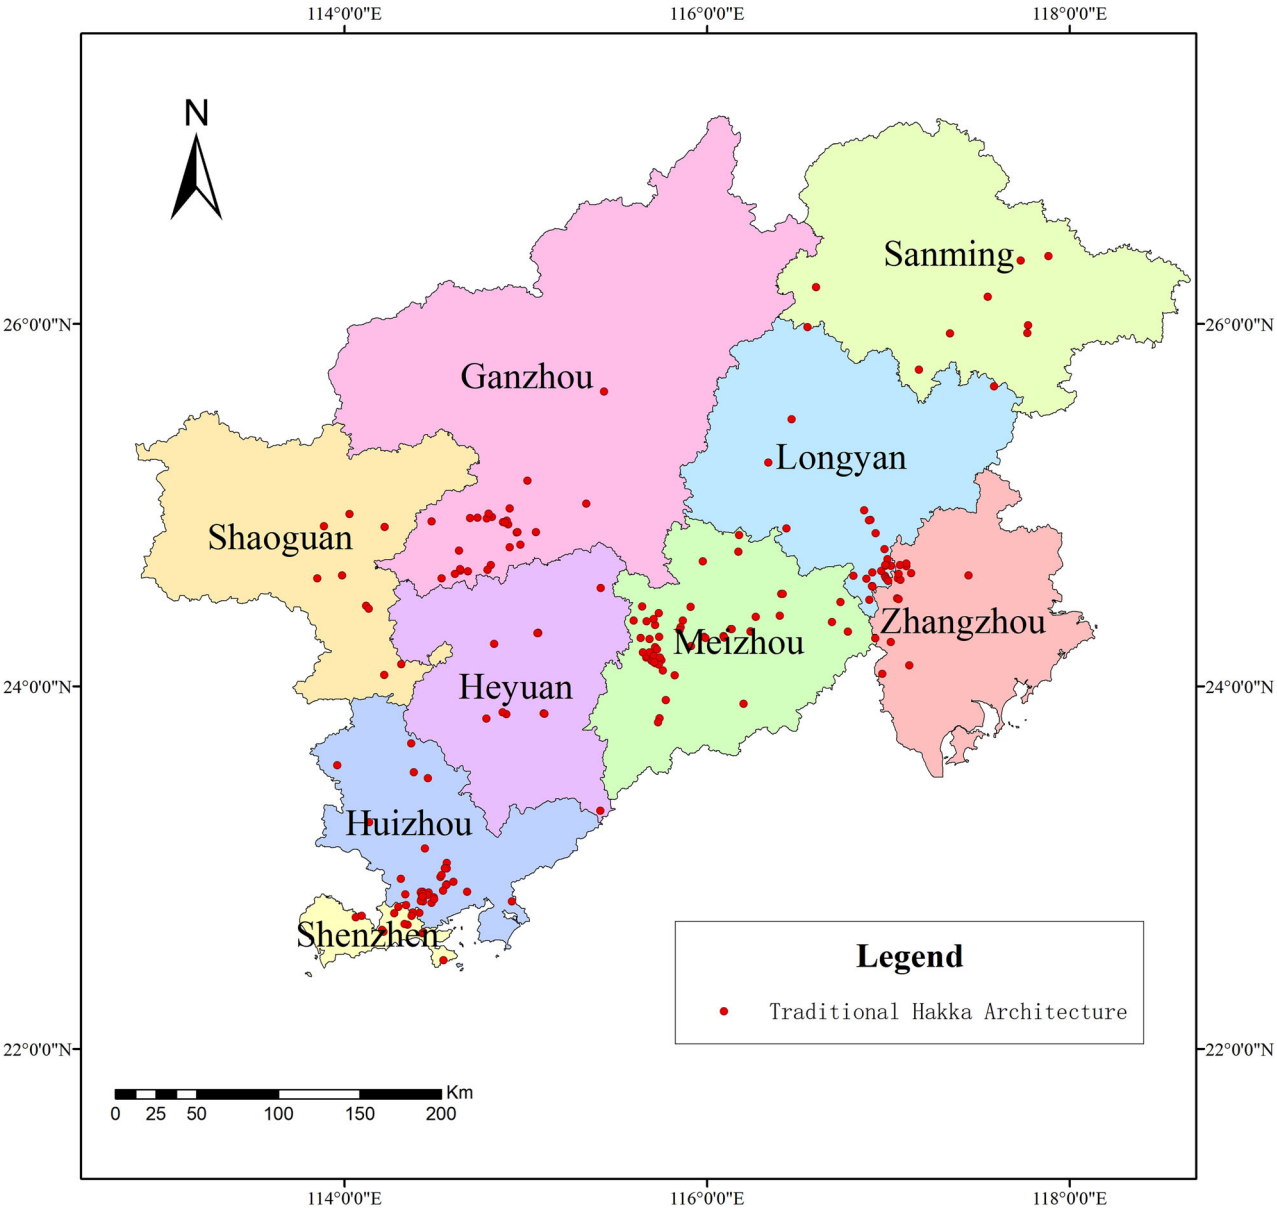 114°0'0"E 116°0'0"E 118°0'0"E
N
Sanming
26°0'0"N 26°0'0"N
Ganzhou
Longyan
Shaoguan
Zhangzhou
Meizhou
24°0'0"N Heyuan 24°0'0"N
Huizhou
Shenzhen
Legend
Traditional Hakka Architecture
22°0'0"N 22°0'0"N
Km
0 25 50 100 150 200
114°0'0"E 116°0'0"E 118°0'0"E